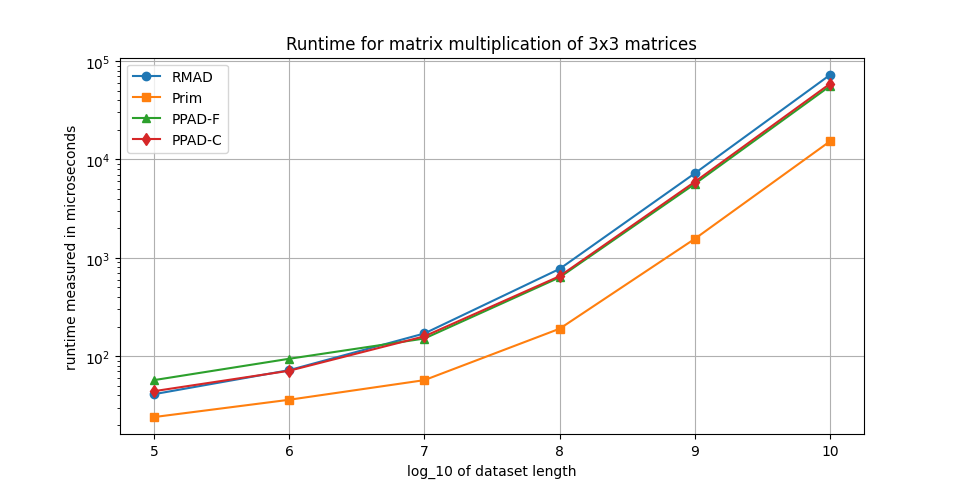 Runtime for matrix multiplication of 3x3 matrices
runtime measured in microseconds
10^5
10^4
10^3
10^2
RMAD
Prim
PPAD-F
PPAD-C
5 6 7 8 9 10
log_10 of dataset length